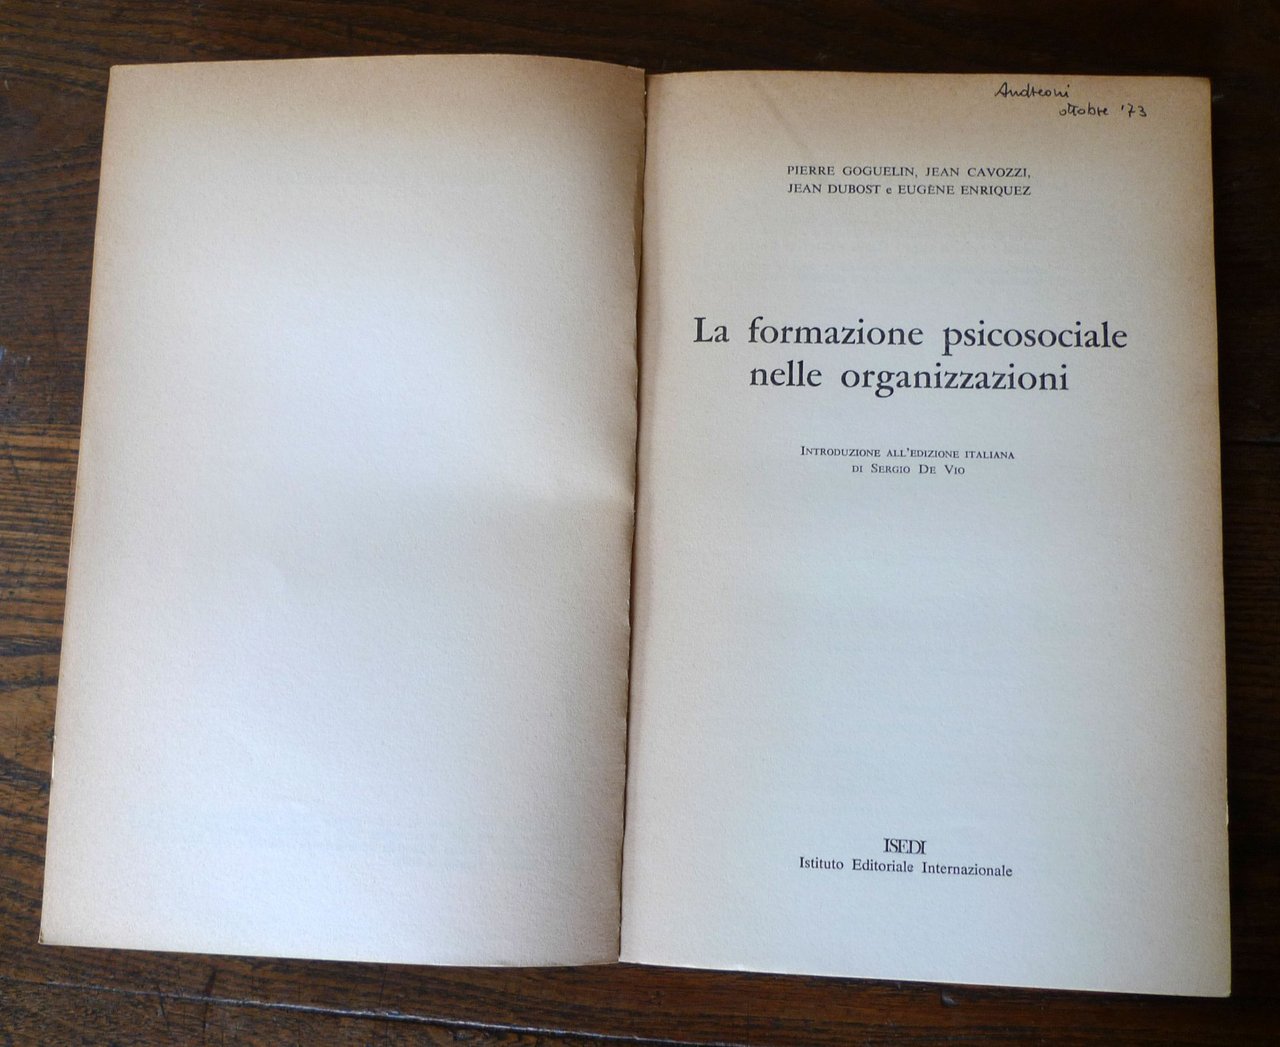 Andreoni
ottobre '73
PIERRE GOGUELIN, JEAN CAVOZZI,
JEAN DUBOST e EUGÈNE ENRIQUEZ
La formazione psicosociale
nelle organizzazioni
INTRODUZIONE ALL'EDIZIONE ITALIANA
DI SERGIO DE VIO
ISEDI
Istituto Editoriale Internazionale